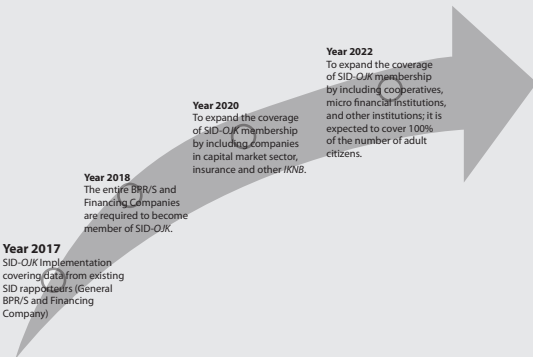 Year 2017
SID-OJK Implementation
covering data from existing
SID rapporteurs (General
BPR/S and Financing
Company)
Year 2018
The entire BPR/S and
Financing Companies
are required to become
member of SID-OJK.
Year 2020
To expand the coverage
of SID-OJK membership
by including companies
in capital market sector,
insurance and other IKNB.
Year 2022
To expand the coverage
of SID-OJK membership
by including cooperatives,
micro financial institutions,
and other institutions; it is
expected to cover 100%
of the number of adult
citizens.